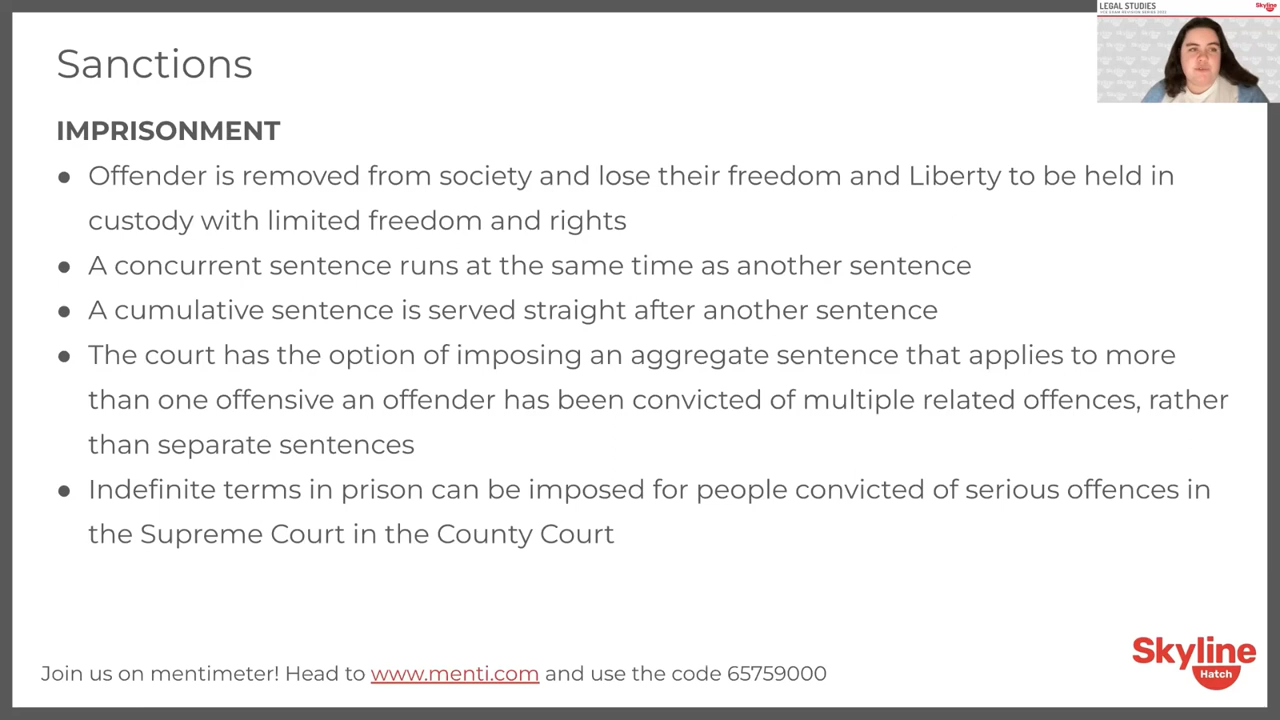 LEGAL STUDIES
Skyline
Sanctions
IMPRISONMENT
● Offender is removed from society and lose their freedom and Liberty to be held in
custody with limited freedom and rights
● A concurrent sentence runs at the same time as another sentence
● A cumulative sentence is served straight after another sentence
● The court has the option of imposing an aggregate sentence that applies to more
than one offensive an offender has been convicted of multiple related offences, rather
than separate sentences
● Indefinite terms in prison can be imposed for people convicted of serious offences in
the Supreme Court in the County Court
Join us on mentimeter! Head to www.menti.com and use the code 65759000
Skyline
Hatch